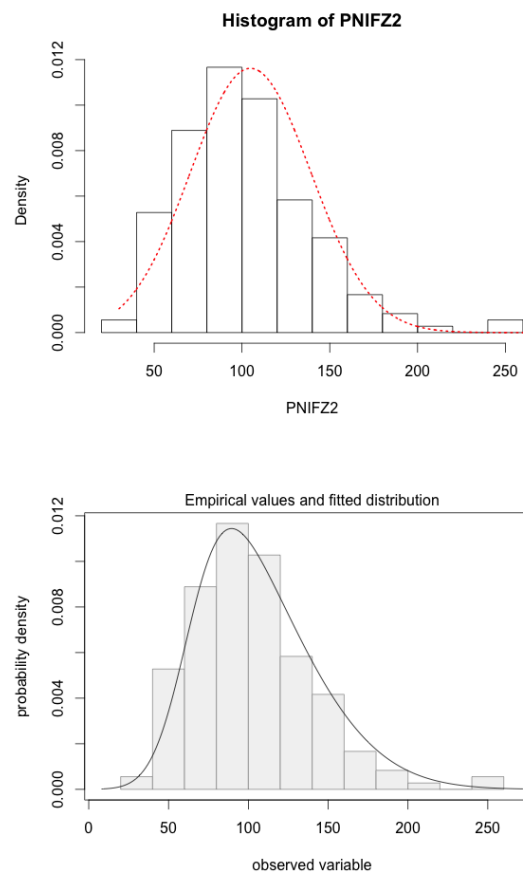 Histogram of PNIFZ2
Density
0.000
0.004
0.008
0.012
50 100 150 200 250
PNIFZ2
Empirical values and fitted distribution
probability density
0.000
0.004
0.008
0.012
0 50 100 150 200 250
observed variable